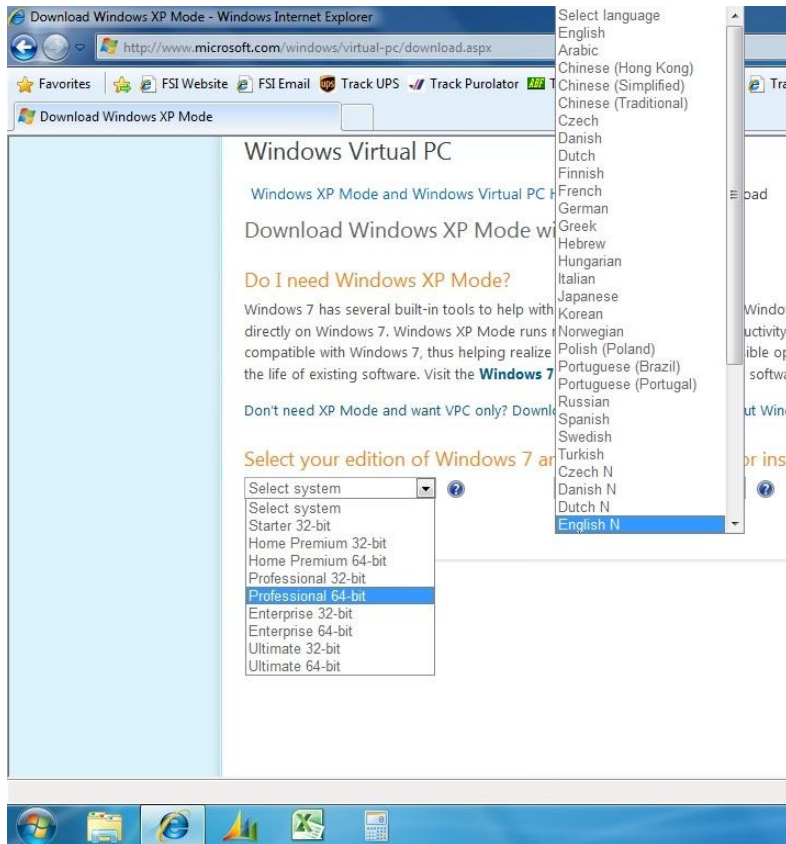 Download Windows XP Mode - Windows Internet Explorer
http://www.microsoft.com/windows/virtual-pc/download.aspx
Favorites FSI Website FSI Email Track UPS Track Purolator
Download Windows XP Mode
Windows Virtual PC
Windows XP Mode and Windows Virtual PC
Download Windows XP Mode
Do I need Windows XP Mode?
Windows 7 has several built-in tools to help with
directly on Windows 7. Windows XP Mode runs
compatible with Windows 7, thus helping realize
the life of existing software. Visit the Windows 7
Don't need XP Mode and want VPC only?
Select your edition of Windows 7
Select system
Select system
Starter 32-bit
Home Premium 32-bit
Home Premium 64-bit
Professional 32-bit
Professional 64-bit
Enterprise 32-bit
Enterprise 64-bit
Ultimate 32-bit
Ultimate 64-bit
Select language
English
Arabic
Chinese (Hong Kong)
Chinese (Simplified)
Chinese (Traditional)
Czech
Danish
Dutch
Finnish
French
German
Greek
Hebrew
Hungarian
Italian
Japanese
Korean
Norwegian
Polish (Poland)
Portuguese (Brazil)
Portuguese (Portugal)
Russian
Spanish
Swedish
Turkish
Czech N
Danish N
Dutch N
English N